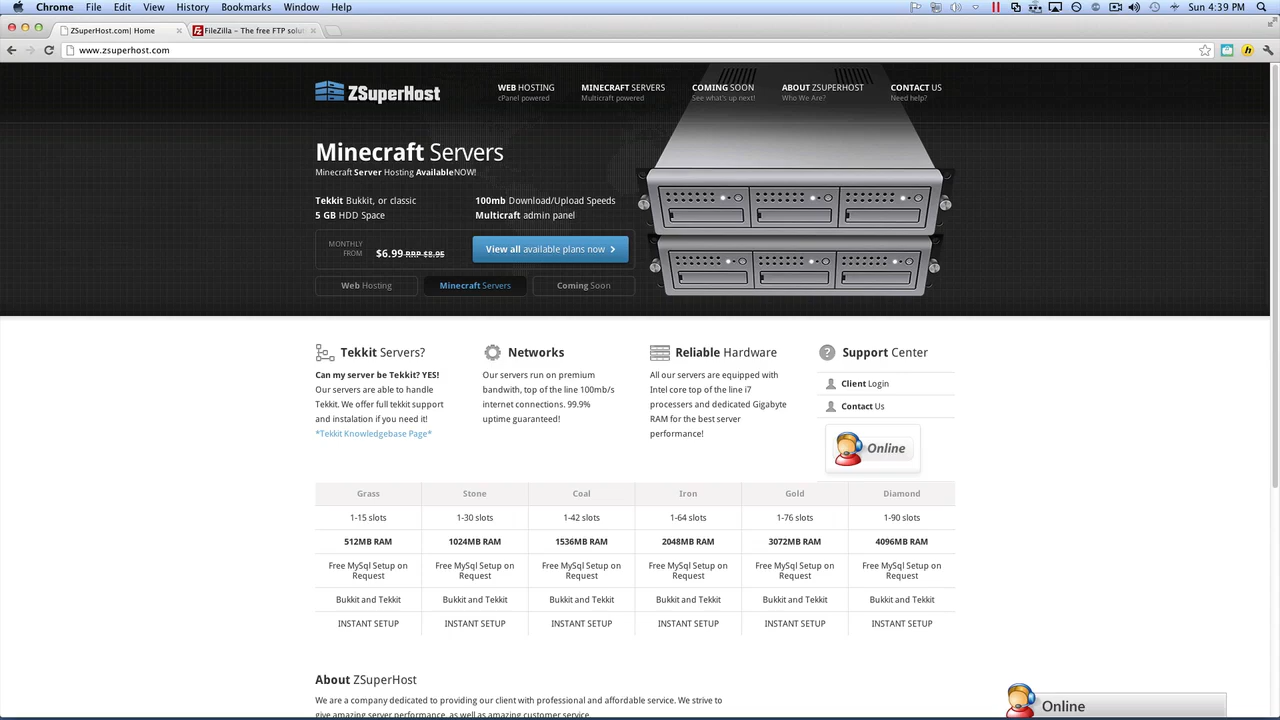 Chrome File Edit View History Bookmarks Window Help
Sun 4:39 PM
ZSuperHost.com| Home
FileZilla - The free FTP solut
www.zsuperhost.com
ZSuperHost
WEB HOSTING MINECRAFT SERVERS COMING SOON ABOUT ZSUPERHOST CONTACT US
cPanel powered Multicraft powered See what's up next! Who We Are? Need help?
Minecraft Servers
Minecraft Server Hosting AvailableNOW!
Tekkit Bukkit, or classic 100mb Download/Upload Speeds
5 GB HDD Space Multicraft admin panel
MONTHLY
FROM
$6.99 RRP $8.95
View all available plans now
Web Hosting Minecraft Servers Coming Soon
Tekkit Servers?
Can my server be Tekkit? YES!
Our servers are able to handle
Tekkit. We offer full tekkit support
and instalation if you need it!
*Tekkit Knowledgebase Page*
Networks
Our servers run on premium
bandwith, top of the line 100mb/s
internet connections. 99.9%
uptime guaranteed!
Reliable Hardware
All our servers are equipped with
Intel core top of the line i7
processers and dedicated Gigabyte
RAM for the best server
performance!
Support Center
Client Login
Contact Us
Online
Grass Stone Coal Iron Gold Diamond
1-15 slots 1-30 slots 1-42 slots 1-64 slots 1-76 slots 1-90 slots
512MB RAM 1024MB RAM 1536MB RAM 2048MB RAM 3072MB RAM 4096MB RAM
Free MySql Setup on Free MySql Setup on Free MySql Setup on Free MySql Setup on Free MySql Setup on Free MySql Setup on
Request Request Request Request Request Request
Bukkit and Tekkit Bukkit and Tekkit Bukkit and Tekkit Bukkit and Tekkit Bukkit and Tekkit Bukkit and Tekkit
INSTANT SETUP INSTANT SETUP INSTANT SETUP INSTANT SETUP INSTANT SETUP INSTANT SETUP
About ZSuperHost
We are a company dedicated to providing our client with professional and affordable service. We strive to
give amazing server performance, as well as amazing customer service.
Online